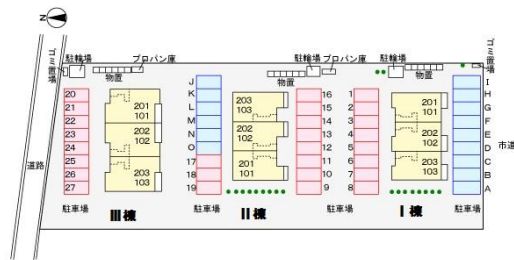 N
ゴミ置場
駐輪場
プロパン庫
物置
駐輪場
プロパン庫
物置
駐輪場
物置
ゴミ置場
20
21
22
23
24
25
26
27
201
101
202
102
203
103
J
K
L
M
N
O
17
18
19
203
103
202
102
201
101
16
15
14
13
12
11
10
9
1
2
3
4
5
6
7
8
201
101
202
102
203
103
I
H
G
F
E
D
C
B
A
道路
市道
駐車場
Ⅲ棟
駐車場
Ⅱ棟
駐車場
Ⅰ棟
駐車場